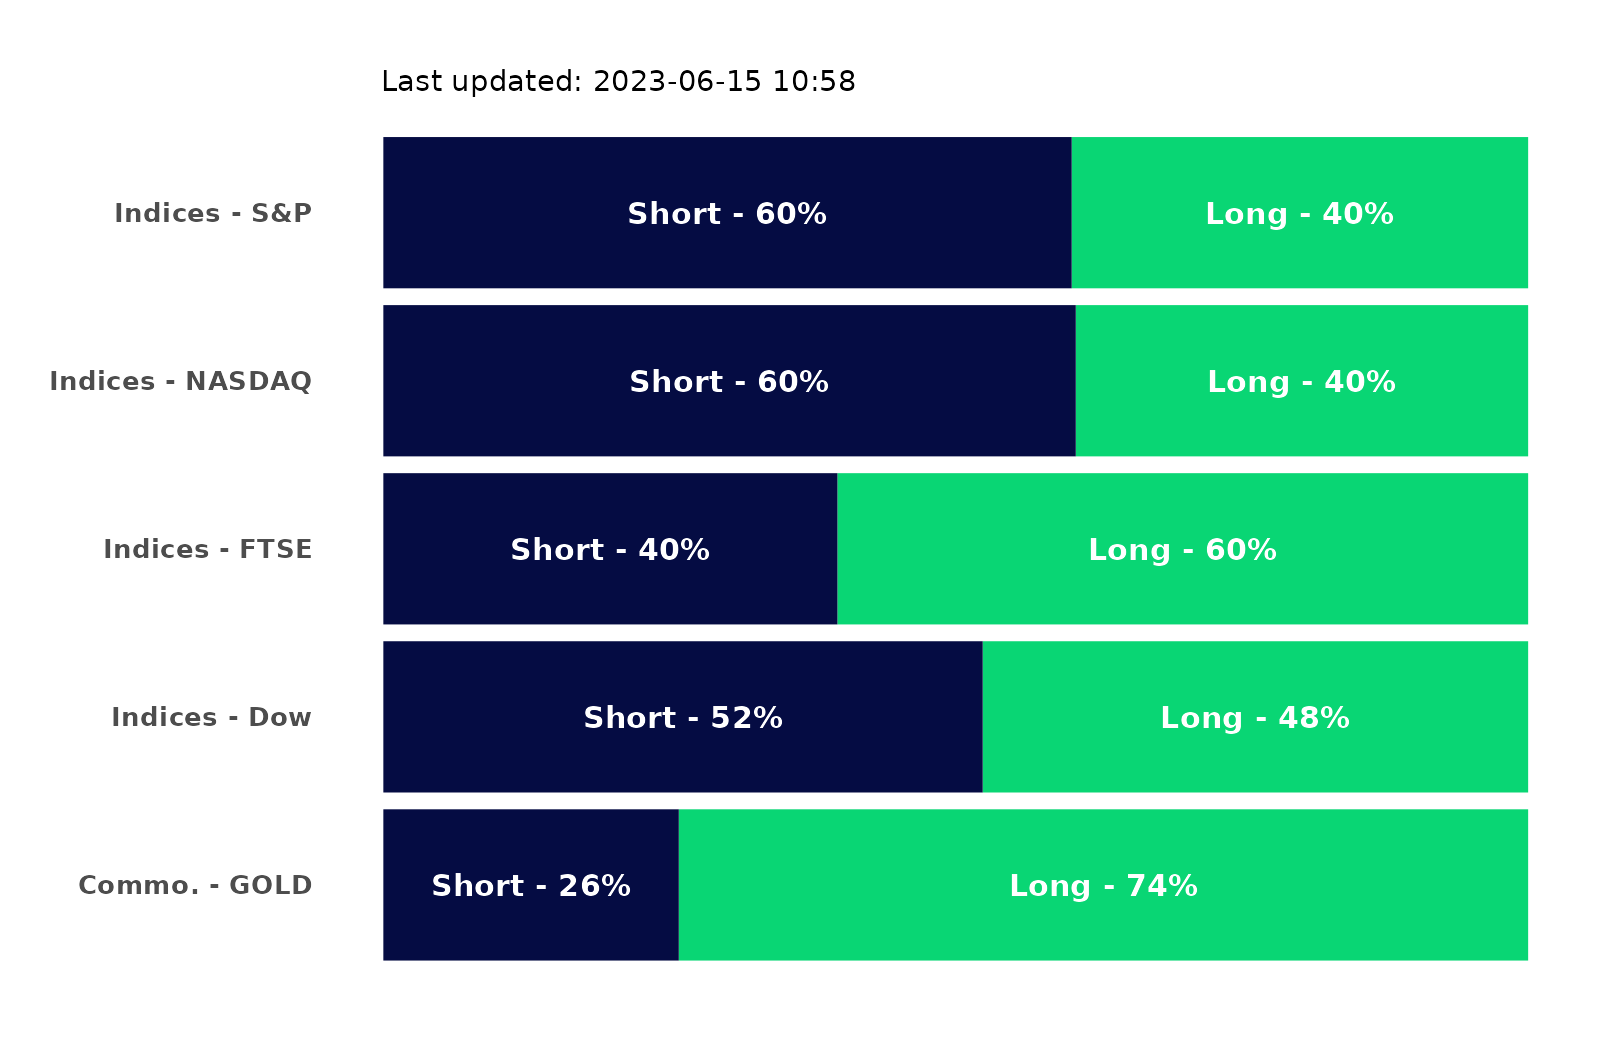 Last updated: 2023-06-15 10:58
Indices - S&P Short - 60% Long - 40%
Indices - NASDAQ Short - 60% Long - 40%
Indices - FTSE Short - 40% Long - 60%
Indices - Dow Short - 52% Long - 48%
Commo. - GOLD Short - 26% Long - 74%